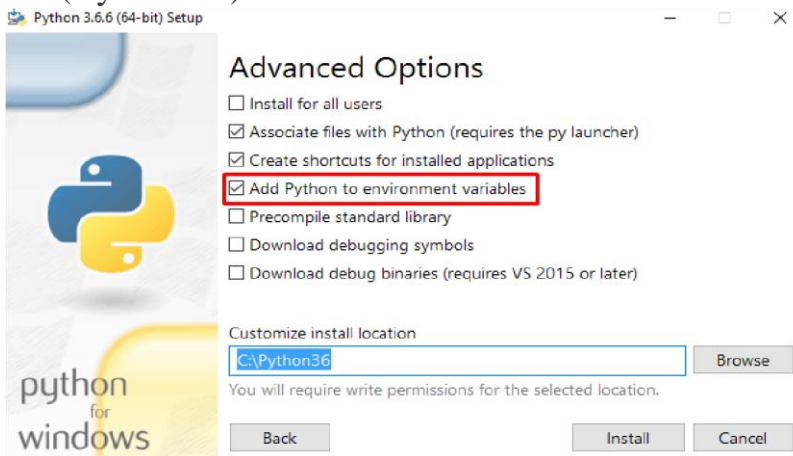 Python 3.6.6 (64-bit) Setup
Advanced Options
Install for all users
Associate files with Python (requires the py launcher)
Create shortcuts for installed applications
Add Python to environment variables
Precompile standard library
Download debugging symbols
Download debug binaries (requires VS 2015 or later)
Customize install location
C:\Python36
Browse
You will require write permissions for the selected location.
python
for
windows
Back
Install
Cancel